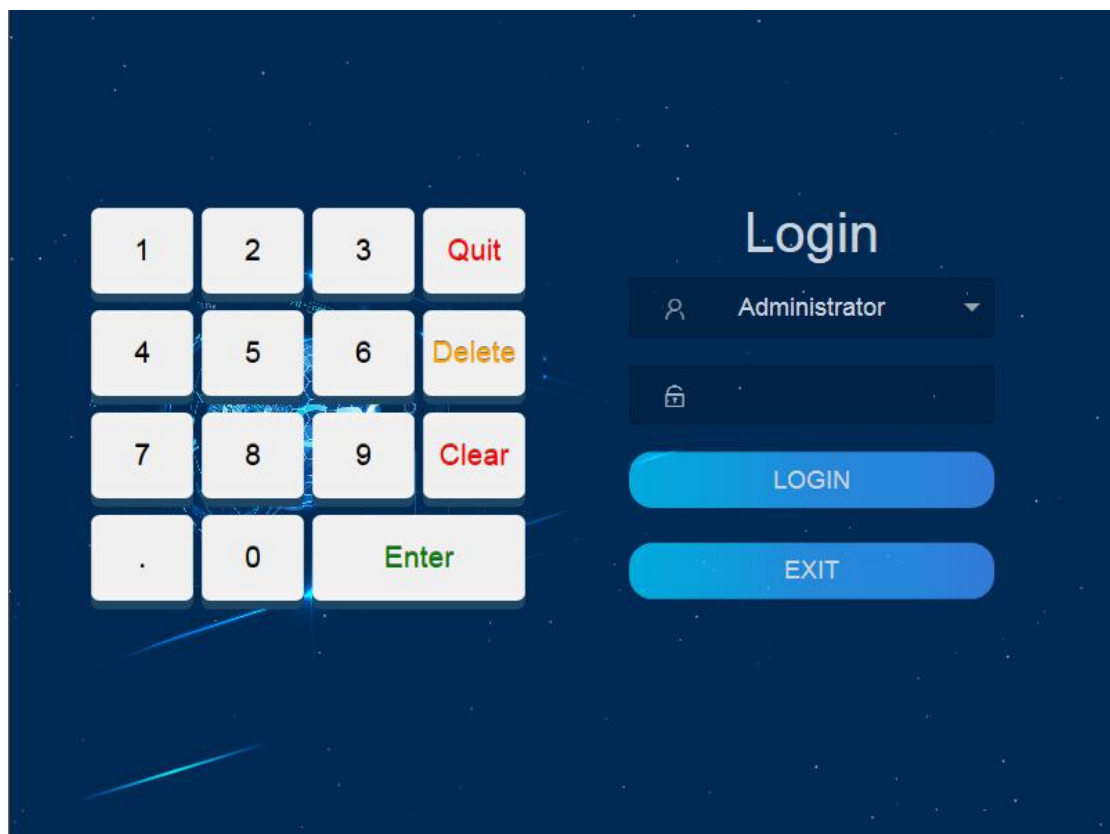 1 2 3 Quit
4 5 6 Delete
7 8 9 Clear
. 0 Enter
Login
Administrator
LOGIN
EXIT